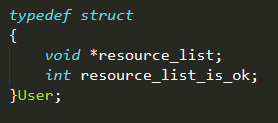 typedef struct
{
    void *resource_list;
    int resource_list_is_ok;
}User;